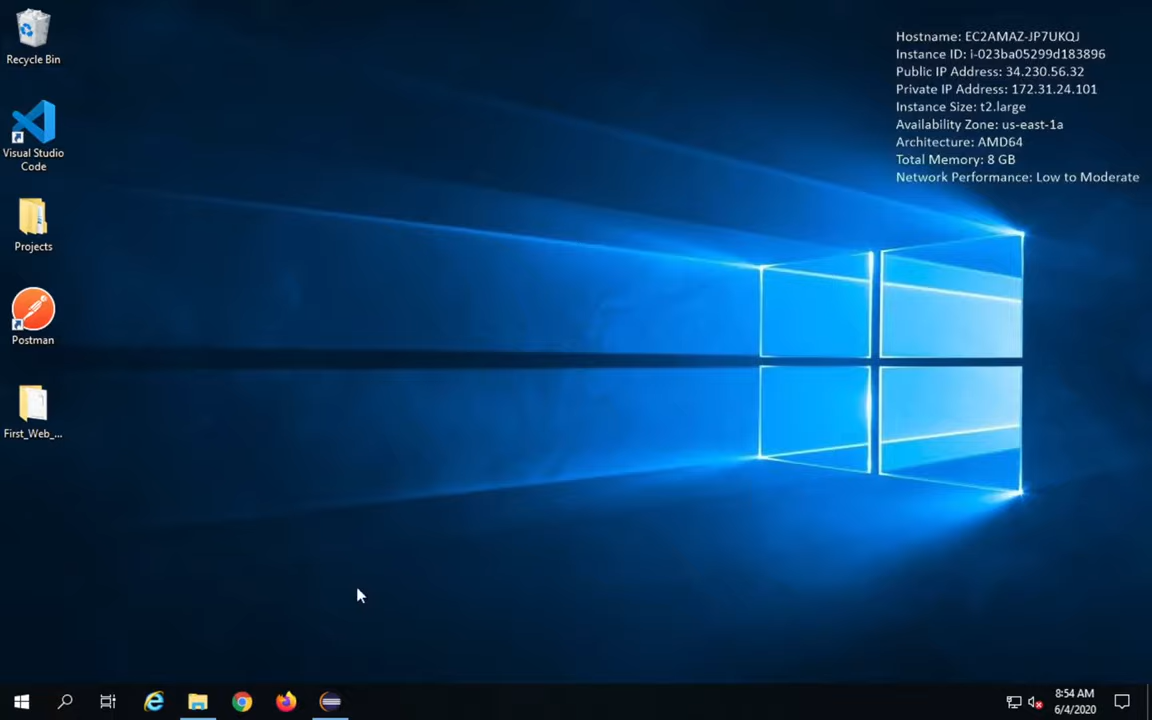 Hostname: EC2AMAZ-JP7UKQJ
Instance ID: i-023ba05299d183896
Public IP Address: 34.230.56.32
Private IP Address: 172.31.24.101
Instance Size: t2.large
Availability Zone: us-east-1a
Architecture: AMD64
Total Memory: 8 GB
Network Performance: Low to Moderate
Recycle Bin
Visual Studio
Code
Projects
Postman
First_Web_...
8:54 AM
6/4/2020